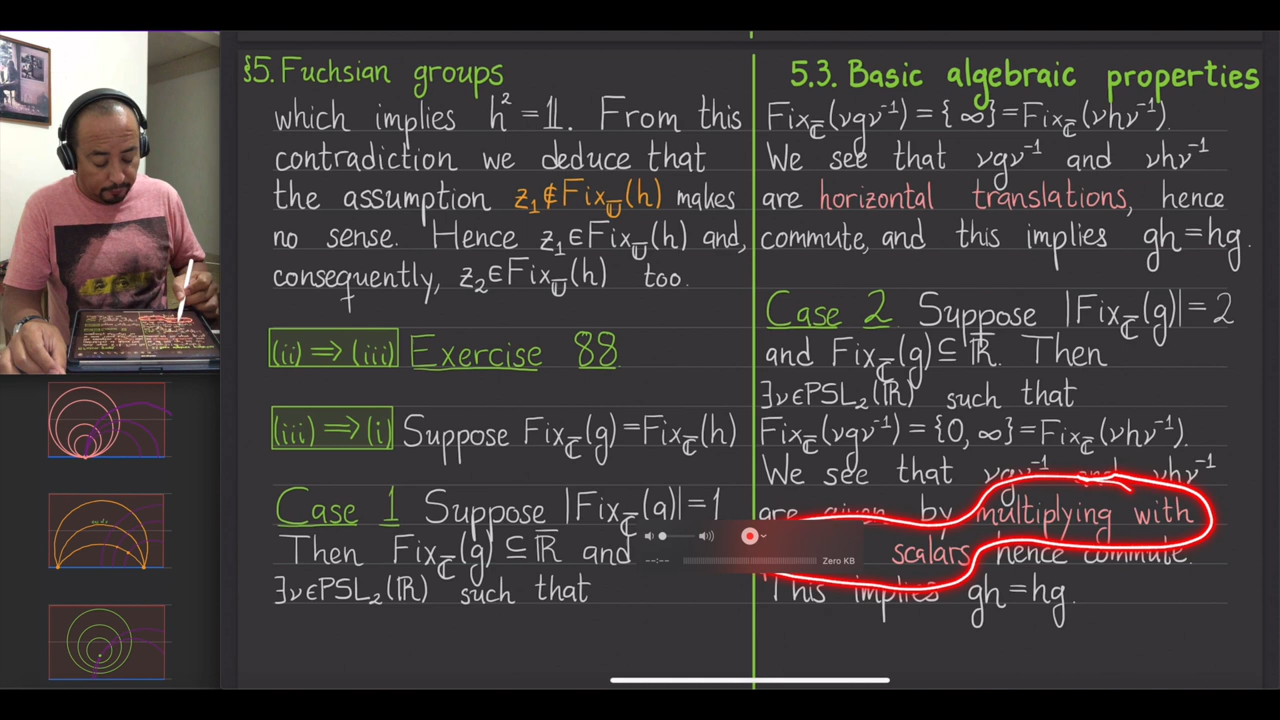 §5. Fuchsian groups
which implies h² = 𝟙. From this
contradiction we deduce that
the assumption z₁∉Fix_𝕌̅(h) makes
no sense. Hence z₁∈Fix_𝕌̅(h) and,
consequently, z₂∈Fix_𝕌̅(h) too.
(ii) ⟹ (iii) Exercise 88
(iii) ⟹ (i) Suppose Fix_ℂ̅(g) = Fix_ℂ̅(h)
Case 1 Suppose |Fix_ℂ̅(g)| = 1
Then Fix_ℂ̅(g) ⊆ ℝ̅ and
∃ν∈PSL₂(ℝ) such that
5.3. Basic algebraic properties
Fix_ℂ̅(νgν⁻¹) = {∞} = Fix_ℂ̅(νhν⁻¹).
We see that νgν⁻¹ and νhν⁻¹
are horizontal translations, hence
commute, and this implies gh = hg.
Case 2 Suppose |Fix_ℂ̅(g)| = 2
and Fix_ℂ̅(g) ⊆ ℝ̅. Then
∃ν∈PSL₂(ℝ) such that
Fix_ℂ̅(νgν⁻¹) = {0, ∞} = Fix_ℂ̅(νhν⁻¹).
We see that νgν⁻¹ and νhν⁻¹
are given by multiplying with
scalars hence commute.
This implies gh = hg.
--:--
Zero KB